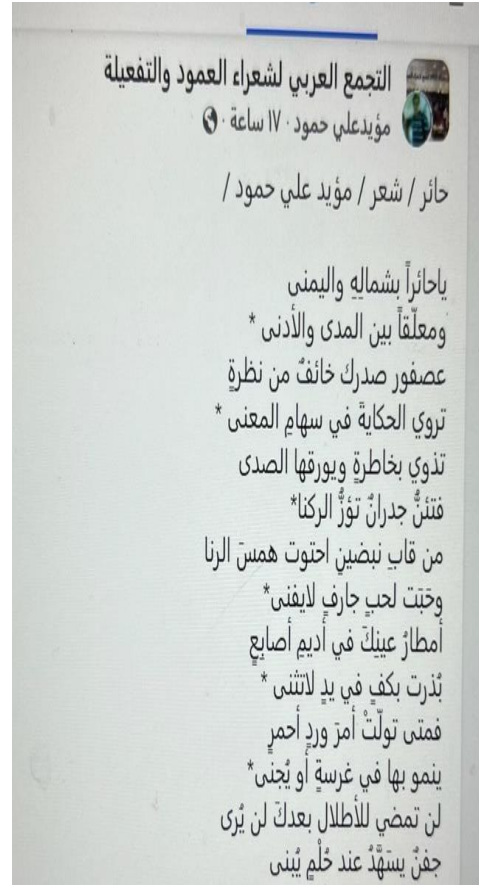 التجمع العربي لشعراء العمود والتفعيلة
مؤيدعلي حمود · ١٧ ساعة ·
حائر / شعر / مؤيد علي حمود /
ياحائراً بشمالِهِ واليمنى
ومعلّقاً بين المدى والأدنى *
عصفور صدرك خائفٌ من نظرةٍ
تروي الحكايةَ في سهامِ المعنى *
تذوي بخاطرةٍ ويورقها الصدى
فتئنُّ جدرانٌ تؤزُّ الركنا*
من قابِ نبضينِ احتوت همسَ الرنا
وحَبَت لحبٍ جارفٍ لايفنى*
أمطارُ عينِكَ في أديمِ أصابِعٍ
بُذرت بكفٍ في يدٍ لاتثنى *
فمتى تولّتْ أمرَ وردٍ أحمرٍ
ينمو بها في غرسةٍ أو يُجنى*
لن تمضي للأطلال بعدكَ لن يُرى
جفنٌ يسَهَّدُ عند حُلْمٍ يُبنى